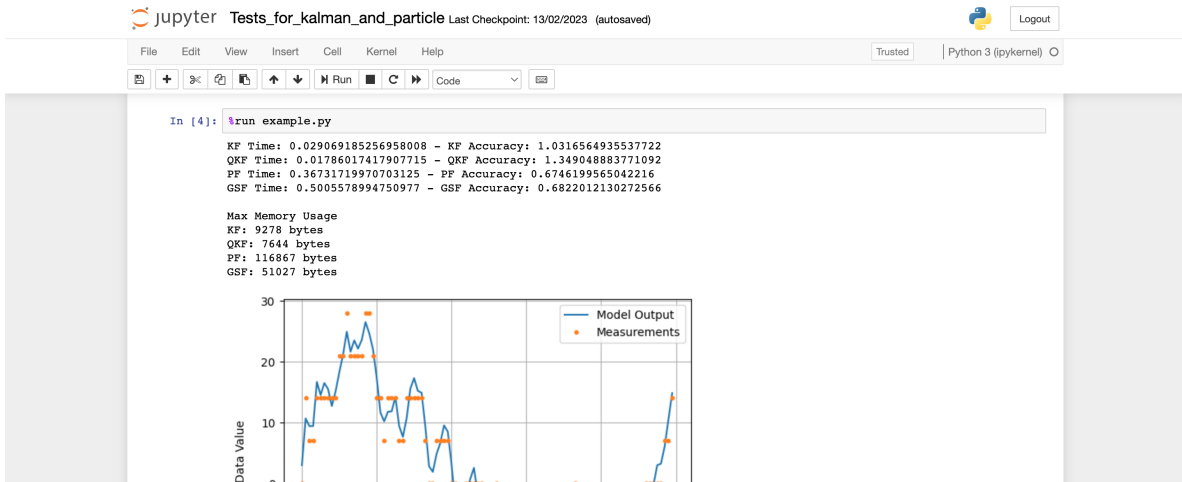 jupyter Tests_for_kalman_and_particle Last Checkpoint: 13/02/2023 (autosaved)
Logout
File Edit View Insert Cell Kernel Help
Trusted
Python 3 (ipykernel)
Run
Code
In [4]: %run example.py
KF Time: 0.029069185256958008 - KF Accuracy: 1.0316564935537722
QKF Time: 0.01786017417907715 - QKF Accuracy: 1.349048883771092
PF Time: 0.36731719970703125 - PF Accuracy: 0.6746199565042216
GSF Time: 0.5005578994750977 - GSF Accuracy: 0.6822012130272566
Max Memory Usage
KF: 9278 bytes
QKF: 7644 bytes
PF: 116867 bytes
GSF: 51027 bytes
30
Model Output
Measurements
20
10
Data Value